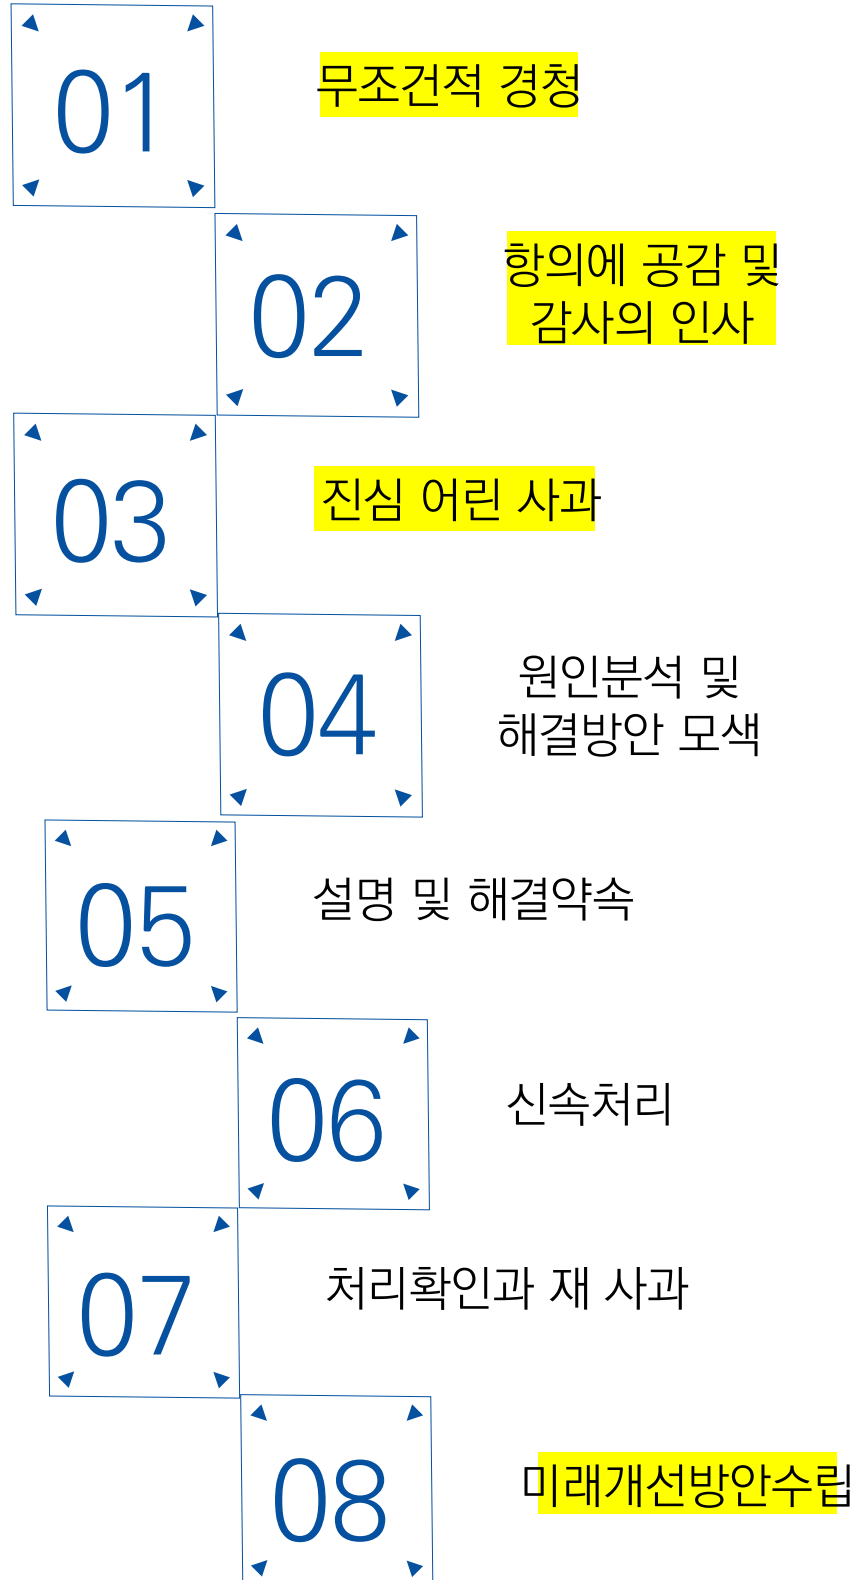 01
무조건적 경청
02
항의에 공감 및
감사의 인사
03
진심 어린 사과
04
원인분석 및
해결방안 모색
05
설명 및 해결약속
06
신속처리
07
처리확인과 재 사과
08
미래개선방안수립